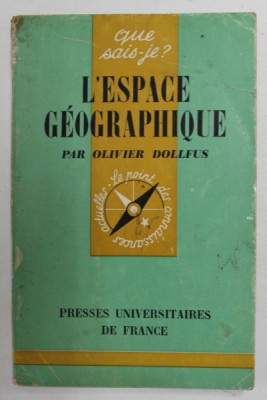 que
sais-je?
L'ESPACE
GÉOGRAPHIQUE
PAR OLIVIER DOLLFUS
Le point des connaissances actuelles
PRESSES UNIVERSITAIRES
DE FRANCE